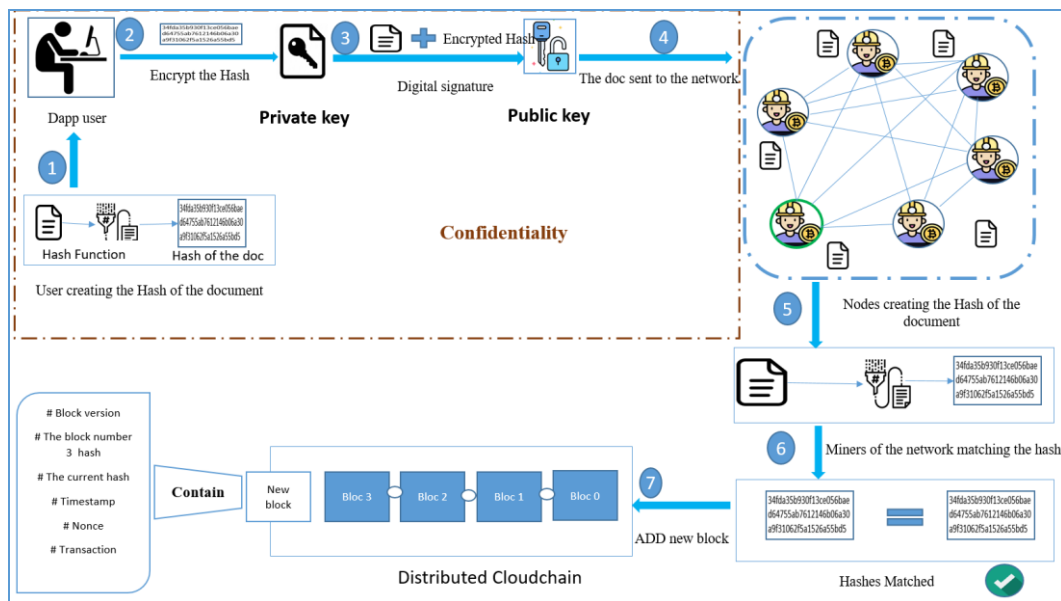 2
34fda35b930f13ce056bae
d64755ab7612146b06a30
a9f31062f5a1526a55bd5
Encrypt the Hash
Dapp user
Private key
3
Encrypted Hash
Digital signature
Public key
4
The doc sent to the network
1
34fda35b930f13ce056bae
d64755ab7612146b06a30
a9f31062f5a1526a55bd5
Hash Function
Hash of the doc
User creating the Hash of the document
Confidentiality
5
Nodes creating the Hash of the
document
34fda35b930f13ce056bae
d64755ab7612146b06a30
a9f31062f5a1526a55bd5
6
Miners of the network matching the hash
34fda35b930f13ce056bae
d64755ab7612146b06a30
a9f31062f5a1526a55bd5
34fda35b930f13ce056bae
d64755ab7612146b06a30
a9f31062f5a1526a55bd5
Hashes Matched
7
ADD new block
Bloc 3
Bloc 2
Bloc 1
Bloc 0
New
block
Distributed Cloudchain
Contain
# Block version
# The block number
3 hash
# The current hash
# Timestamp
# Nonce
# Transaction